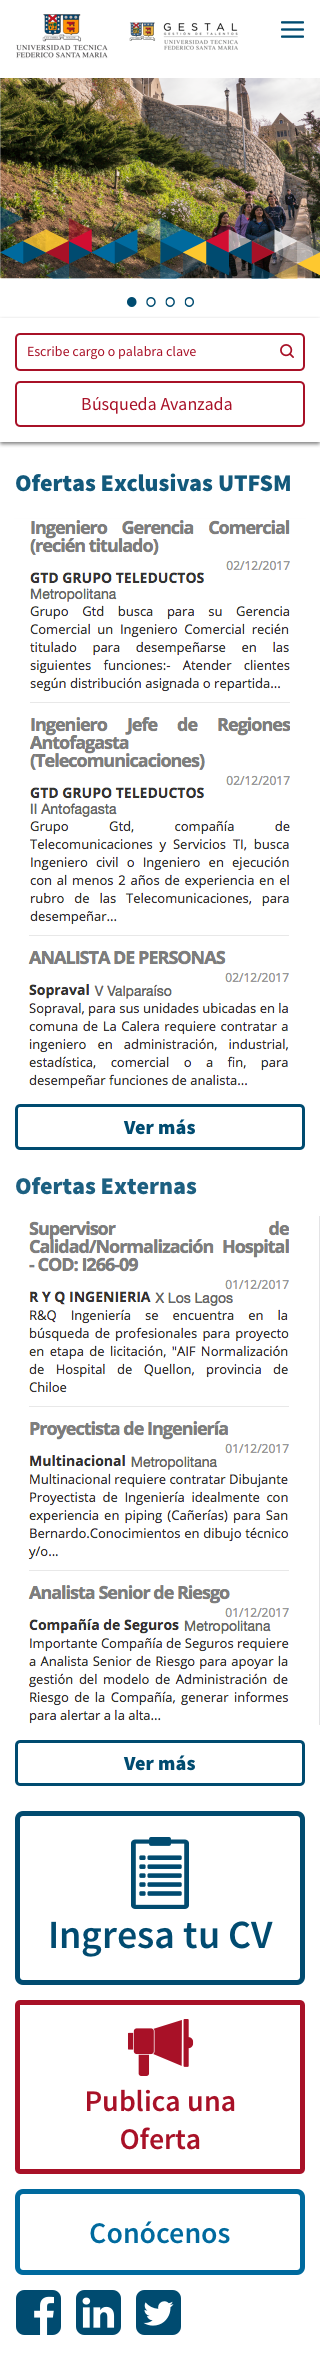 UNIVERSIDAD TECNICA
FEDERICO SANTA MARIA
GESTAL
GESTIÓN DE TALENTOS
UNIVERSIDAD TECNICA
FEDERICO SANTA MARIA
Escribe cargo o palabra clave
Búsqueda Avanzada
Ofertas Exclusivas UTFSM
Ingeniero Gerencia Comercial
(recién titulado)
02/12/2017
GTD GRUPO TELEDUCTOS
Metropolitana
Grupo Gtd busca para su Gerencia
Comercial un Ingeniero Comercial recién
titulado para desempeñarse en las
siguientes funciones:- Atender clientes
según distribución asignada o repartida...
Ingeniero Jefe de Regiones
Antofagasta
(Telecomunicaciones)
02/12/2017
GTD GRUPO TELEDUCTOS
II Antofagasta
Grupo Gtd, compañía de
Telecomunicaciones y Servicios TI, busca
Ingeniero civil o Ingeniero en ejecución
con al menos 2 años de experiencia en el
rubro de las Telecomunicaciones, para
desempeñar...
ANALISTA DE PERSONAS
02/12/2017
Sopraval V Valparaíso
Sopraval, para sus unidades ubicadas en la
comuna de La Calera requiere contratar a
ingeniero en administración, industrial,
estadística, comercial o a fin, para
desempeñar funciones de analista...
Ver más
Ofertas Externas
Supervisor de
Calidad/Normalización Hospital
- COD: I266-09
01/12/2017
R Y Q INGENIERIA X Los Lagos
R&Q Ingeniería se encuentra en la
búsqueda de profesionales para proyecto
en etapa de licitación, "AIF Normalización
de Hospital de Quellon, provincia de
Chiloe
Proyectista de Ingeniería
01/12/2017
Multinacional Metropolitana
Multinacional requiere contratar Dibujante
Proyectista de Ingeniería idealmente con
experiencia en piping (Cañerías) para San
Bernardo.Conocimientos en dibujo técnico
y/o...
Analista Senior de Riesgo
01/12/2017
Compañía de Seguros Metropolitana
Importante Compañía de Seguros requiere
a Analista Senior de Riesgo para apoyar la
gestión del modelo de Administración de
Riesgo de la Compañía, generar informes
para alertar a la alta...
Ver más
Ingresa tu CV
Publica una
Oferta
Conócenos